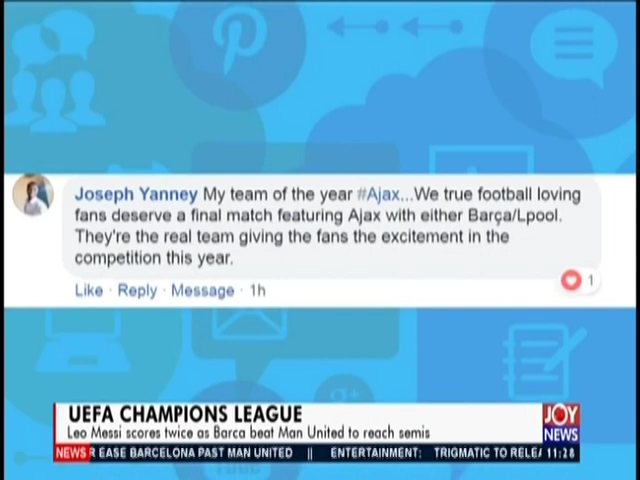 Joseph Yanney My team of the year #Ajax...We true football loving
fans deserve a final match featuring Ajax with either Barça/Lpool.
They're the real team giving the fans the excitement in the
competition this year.
Like · Reply · Message · 1h
1
UEFA CHAMPIONS LEAGUE
Leo Messi scores twice as Barca beat Man United to reach semis
JOY
NEWS
NEWS
R EASE BARCELONA PAST MAN UNITED || ENTERTAINMENT: TRIGMATIC TO RELEA
11:28
g+